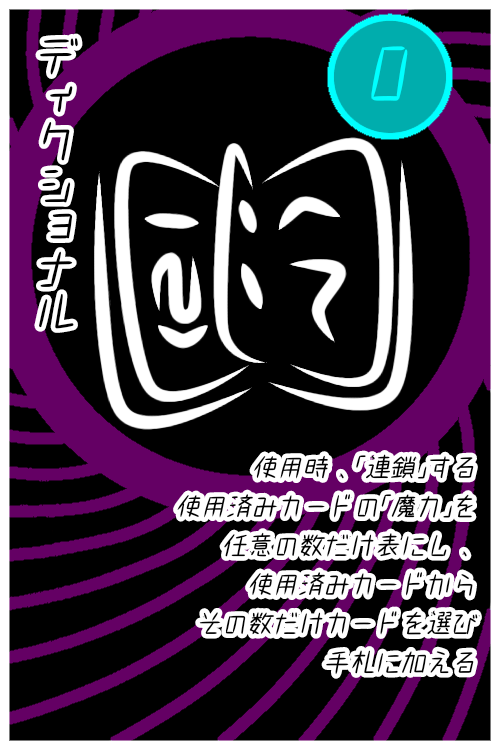 ディクショナル
0
使用時、「連鎖」する
使用済みカードの「魔力」を
任意の数だけ表にし、
使用済みカードから
その数だけカードを選び
手札に加える